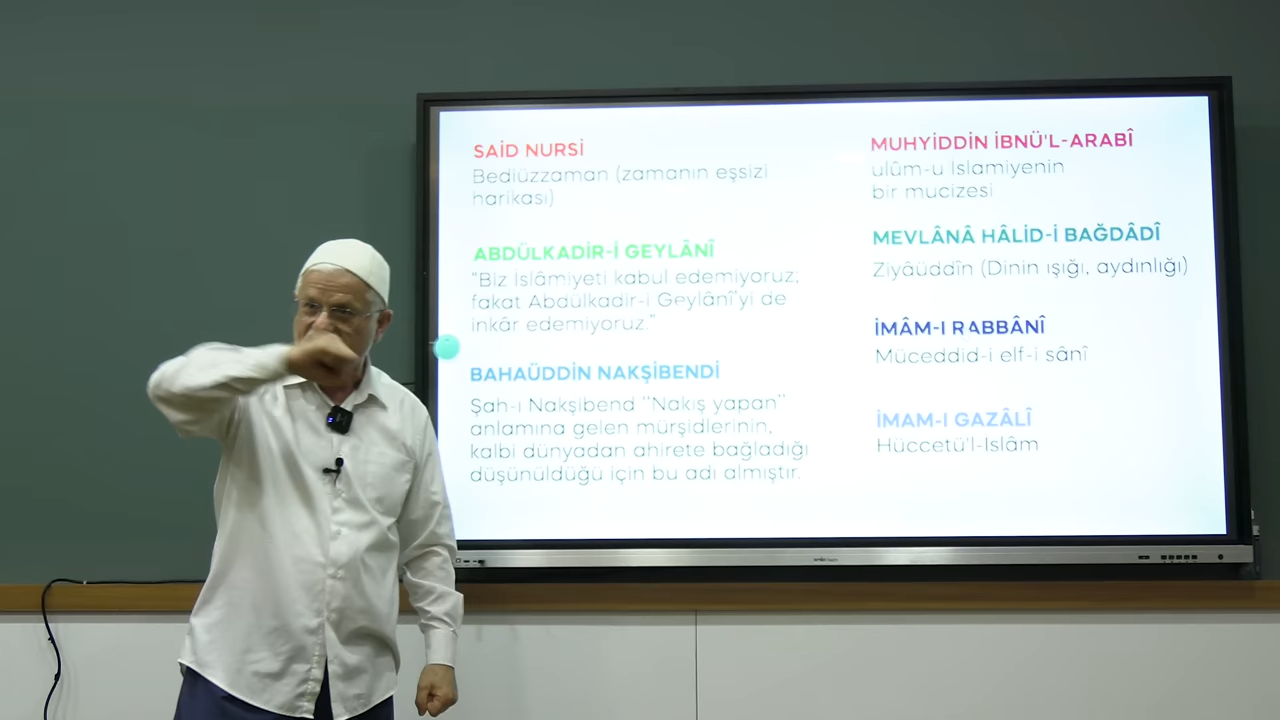 SAİD NURSİ
Bediüzzaman (zamanın eşsizi
harikası)
ABDÜLKADİR-İ GEYLÂNÎ
"Biz İslâmiyeti kabul edemiyoruz;
fakat Abdülkadir-i Geylânî'yi de
inkâr edemiyoruz."
BAHAÜDDİN NAKŞİBENDİ
Şah-ı Nakşibend "Nakış yapan"
anlamına gelen mürşidlerinin,
kalbi dünyadan ahirete bağladığı
düşünüldüğü için bu adı almıştır.
MUHYİDDİN İBNÜ'L-ARABÎ
ulûm-u İslamiyenin
bir mucizesi
MEVLÂNÂ HÂLİD-İ BAĞDÂDÎ
Ziyâüddîn (Dinin ışığı, aydınlığı)
İMÂM-I RABBÂNÎ
Müceddid-i elf-i sânî
İMAM-I GAZÂLÎ
Hüccetü'l-İslâm